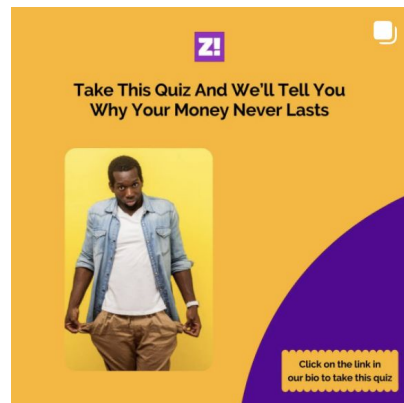 Z!
Take This Quiz And We'll Tell You
Why Your Money Never Lasts
Click on the link in
our bio to take this quiz